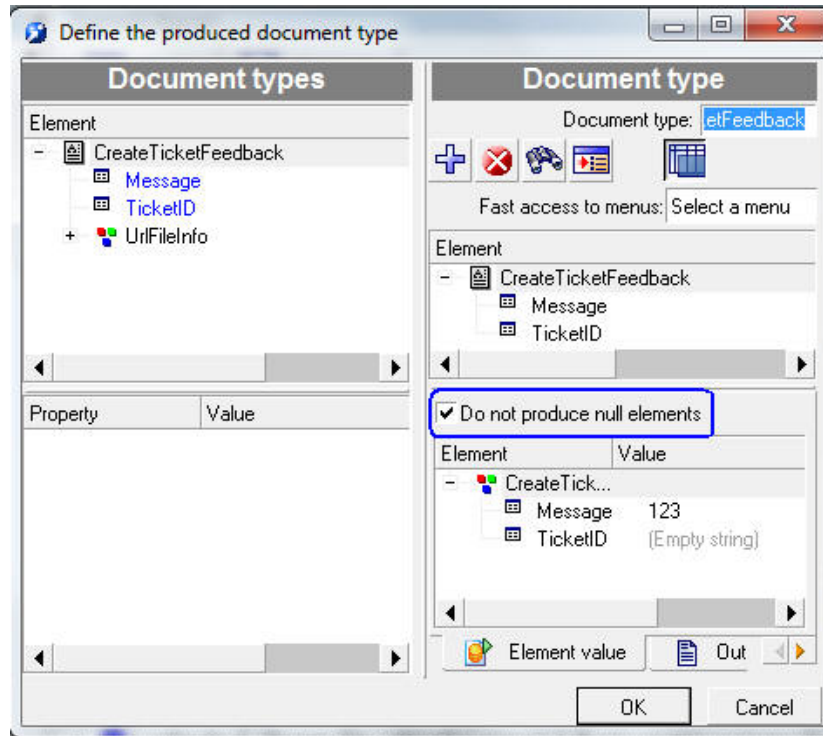 Define the produced document type
Document types
Element
CreateTicketFeedback
Message
TicketID
UrlFileInfo
Property Value
Document type
Document type: etFeedback
Fast access to menus: Select a menu
Element
CreateTicketFeedback
Message
TicketID
Do not produce null elements
Element Value
CreateTick...
Message 123
TicketID (Empty string)
Element value Out
OK Cancel